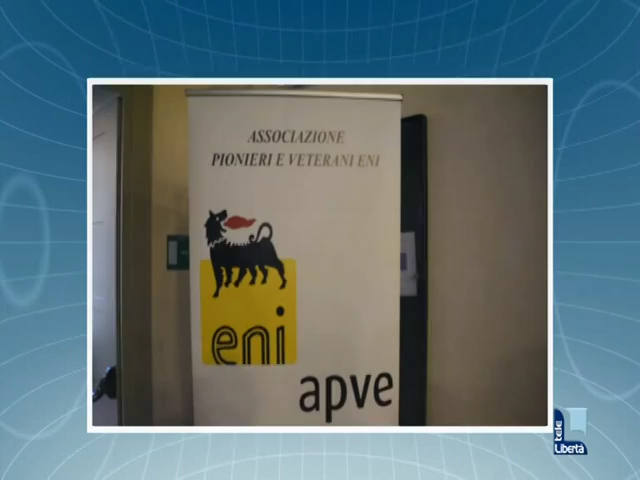 ASSOCIAZIONE
PIONIERI E VETERANI ENI
eni
apve
tele
Libertà